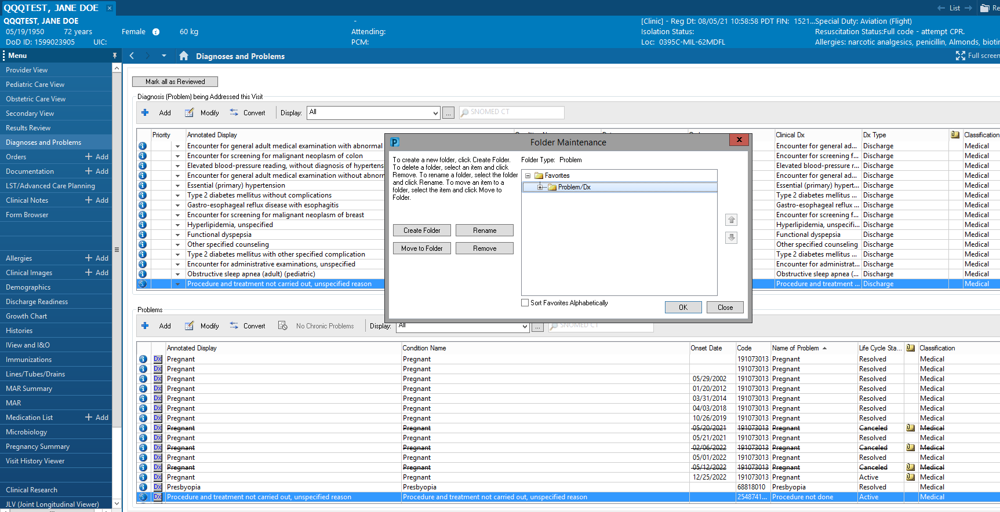 QQQTEST, JANE DOE ×
List
Re
QQQTEST, JANE DOE
05/19/1950 72 years Female 60 kg
DoD ID: 1599023905 UIC:
-
Attending:
PCM:
[Clinic] - Reg Dt: 08/05/21 10:58:58 PDT FIN: 1521...
Isolation Status:
Loc: 0395C-MIL-62MDFL
Special Duty: Aviation (Flight)
Resuscitation Status:Full code - attempt CPR.
Allergies: narcotic analgesics, penicillin, Almonds, biotin
Menu
Diagnoses and Problems
Full screen
Provider View
Pediatric Care View
Obstetric Care View
Secondary View
Results Review
Diagnoses and Problems
Orders + Add
Documentation + Add
LST/Advanced Care Planning
Clinical Notes + Add
Form Browser
Allergies + Add
Clinical Images + Add
Demographics
Discharge Readiness
Growth Chart
Histories
IView and I&O
Immunizations
Lines/Tubes/Drains
MAR Summary
MAR
Medication List + Add
Microbiology
Pregnancy Summary
Visit History Viewer
Clinical Research
JLV (Joint Longitudinal Viewer)
Mark all as Reviewed
Diagnosis (Problem) being Addressed this Visit
Add Modify Convert Display: All ... SNOMED CT
Priority Annotated Display Clinical Dx Dx Type Classification
Encounter for general adult medical examination with abnormal Encounter for general ad... Discharge Medical
Encounter for screening for malignant neoplasm of colon Encounter for screening f... Discharge Medical
Elevated blood-pressure reading, without diagnosis of hypertens Elevated blood-pressure r... Discharge Medical
Encounter for general adult medical examination without abnorn Encounter for general ad... Discharge Medical
Essential (primary) hypertension Essential (primary) hypert... Discharge Medical
Type 2 diabetes mellitus without complications Type 2 diabetes mellitus ... Discharge Medical
Gastro-esophageal reflux disease with esophagitis Gastro-esophageal reflux ... Discharge Medical
Encounter for screening for malignant neoplasm of breast Encounter for screening f... Discharge Medical
Hyperlipidemia, unspecified Hyperlipidemia, unspecifi... Discharge Medical
Functional dyspepsia Functional dyspepsia Discharge Medical
Other specified counseling Other specified counseling Discharge Medical
Type 2 diabetes mellitus with other specified complication Type 2 diabetes mellitus ... Discharge Medical
Encounter for administrative examinations, unspecified Encounter for administrat... Discharge Medical
Obstructive sleep apnea (adult) (pediatric) Obstructive sleep apnea (... Discharge Medical
Procedure and treatment not carried out, unspecified reason Procedure and treatment ... Discharge Medical
P Folder Maintenance x
To create a new folder, click Create Folder.
To delete a folder, select an item and click
Remove. To rename a folder, select the folder
and click Rename. To move an item to a
folder, select the item and click Move to
Folder.
Folder Type: Problem
Favorites
Problem/Dx
Create Folder Rename
Move to Folder Remove
Sort Favorites Alphabetically
OK Close
Problems
Add Modify Convert No Chronic Problems Display: All ... SNOMED CT
Annotated Display Condition Name Onset Date Code Name of Problem Life Cycle Sta... Classification
Dx Pregnant Pregnant 191073013 Pregnant Resolved Medical
Dx Pregnant Pregnant 191073013 Pregnant Resolved Medical
Dx Pregnant Pregnant 05/29/2002 191073013 Pregnant Resolved Medical
Dx Pregnant Pregnant 01/20/2012 191073013 Pregnant Resolved Medical
Dx Pregnant Pregnant 03/31/2014 191073013 Pregnant Resolved Medical
Dx Pregnant Pregnant 04/03/2018 191073013 Pregnant Resolved Medical
Dx Pregnant Pregnant 10/26/2019 191073013 Pregnant Resolved Medical
Dx Pregnant Pregnant 05/20/2021 191073013 Pregnant Canceled Medical
Dx Pregnant Pregnant 05/21/2021 191073013 Pregnant Resolved Medical
Dx Pregnant Pregnant 02/06/2022 191073013 Pregnant Canceled Medical
Dx Pregnant Pregnant 05/01/2022 191073013 Pregnant Resolved Medical
Dx Pregnant Pregnant 05/12/2022 191073013 Pregnant Canceled Medical
Dx Pregnant Pregnant 12/25/2022 191073013 Pregnant Active Medical
Dx Presbyopia Presbyopia 68818010 Presbyopia Resolved Medical
Dx Procedure and treatment not carried out, unspecified reason Procedure and treatment not carried out, unspecified reason 2548741... Procedure not done Active Medical